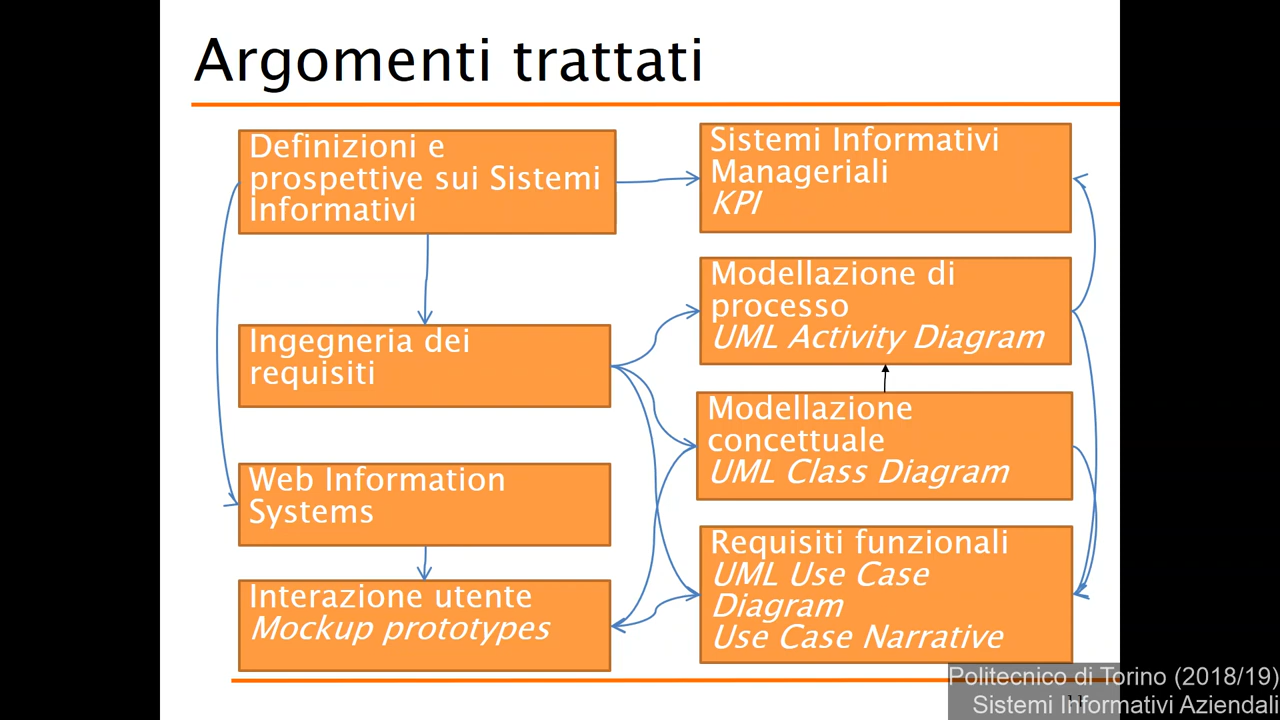 Argomenti trattati
Definizioni e
prospettive sui Sistemi
Informativi
Sistemi Informativi
Manageriali
KPI
Ingegneria dei
requisiti
Modellazione di
processo
UML Activity Diagram
Modellazione
concettuale
UML Class Diagram
Web Information
Systems
Requisiti funzionali
UML Use Case
Diagram
Use Case Narrative
Interazione utente
Mockup prototypes
Politecnico di Torino (2018/19)
Sistemi Informativi Aziendali